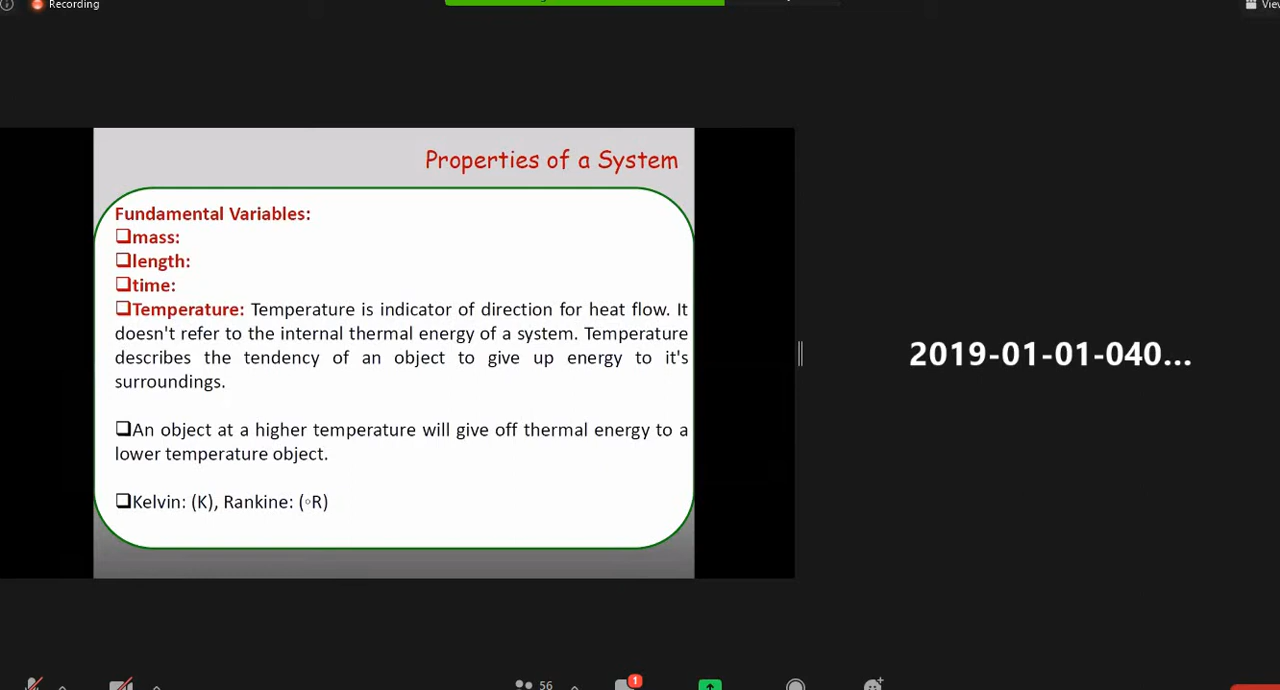 Recording
View
Properties of a System
Fundamental Variables:
❑mass:
❑length:
❑time:
❑Temperature: Temperature is indicator of direction for heat flow. It
doesn't refer to the internal thermal energy of a system. Temperature
describes the tendency of an object to give up energy to it's
surroundings.
❑An object at a higher temperature will give off thermal energy to a
lower temperature object.
❑Kelvin: (K), Rankine: (◦R)
2019-01-01-040...
56
1